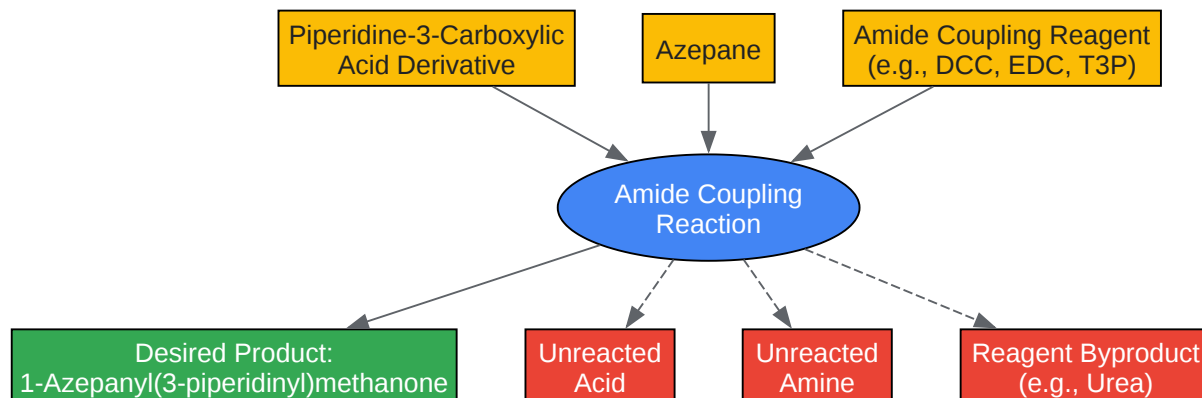 Piperidine-3-Carboxylic
Acid Derivative
Azepane
Amide Coupling Reagent
(e.g., DCC, EDC, T3P)
Amide Coupling
Reaction
Desired Product:
1-Azepanyl(3-piperidinyl)methanone
Unreacted
Acid
Unreacted
Amine
Reagent Byproduct
(e.g., Urea)